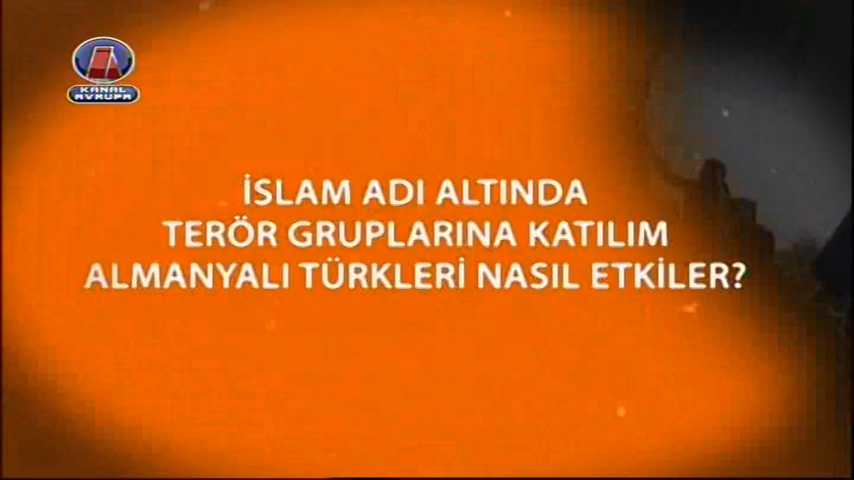 KANAL
AVRUPA
İSLAM ADI ALTINDA
TERÖR GRUPLARINA KATILIM
ALMANYALI TÜRKLERİ NASIL ETKİLER?